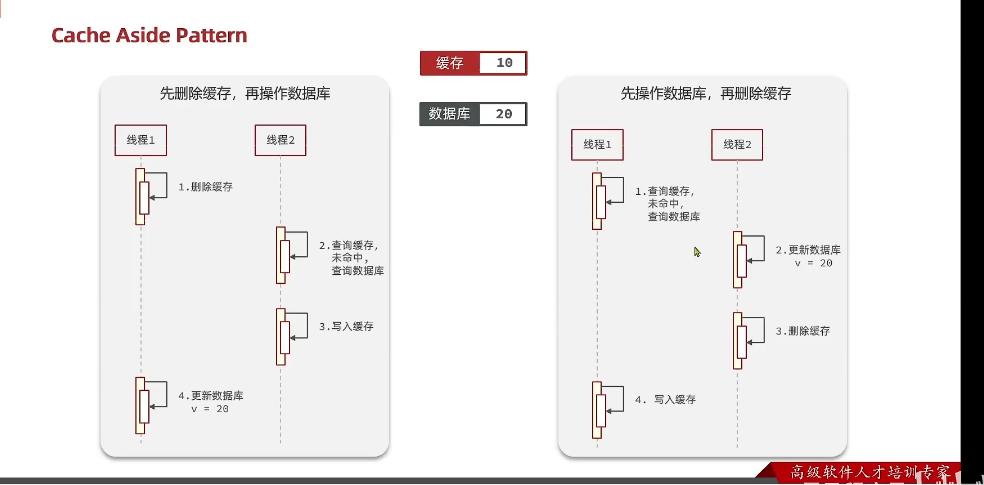 Cache Aside Pattern
缓存 10
数据库 20
先删除缓存，再操作数据库
线程1
线程2
1.删除缓存
2.查询缓存，
未命中，
查询数据库
3.写入缓存
4.更新数据库
v = 20
先操作数据库，再删除缓存
线程1
线程2
1.查询缓存，
未命中，
查询数据库
2.更新数据库
v = 20
3.删除缓存
4. 写入缓存
高级软件人才培训专家